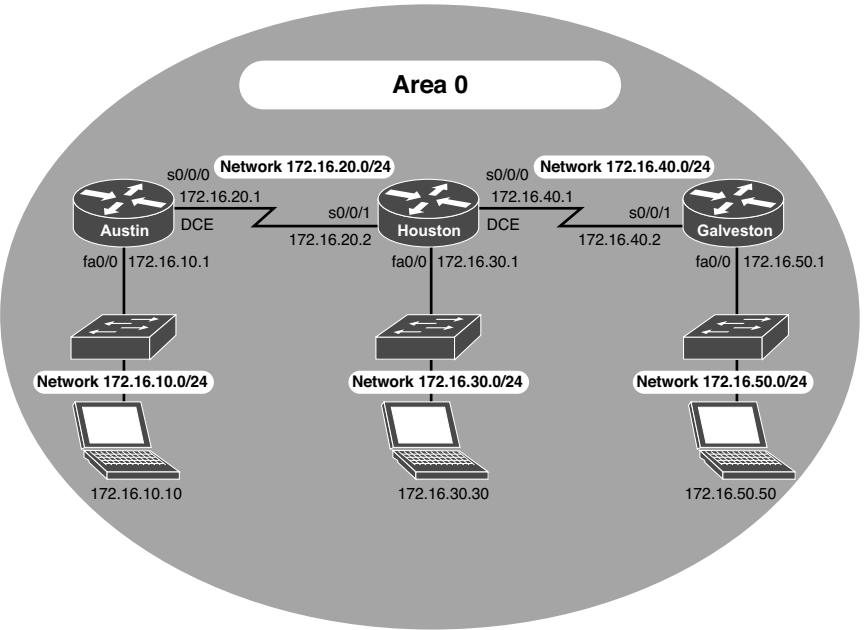 Area 0
Network 172.16.20.0/24
Network 172.16.40.0/24
s0/0/0
172.16.20.1
DCE
s0/0/1
172.16.20.2
s0/0/0
172.16.40.1
DCE
s0/0/1
172.16.40.2
Austin
Houston
Galveston
fa0/0 172.16.10.1
fa0/0 172.16.30.1
fa0/0 172.16.50.1
Network 172.16.10.0/24
Network 172.16.30.0/24
Network 172.16.50.0/24
172.16.10.10
172.16.30.30
172.16.50.50